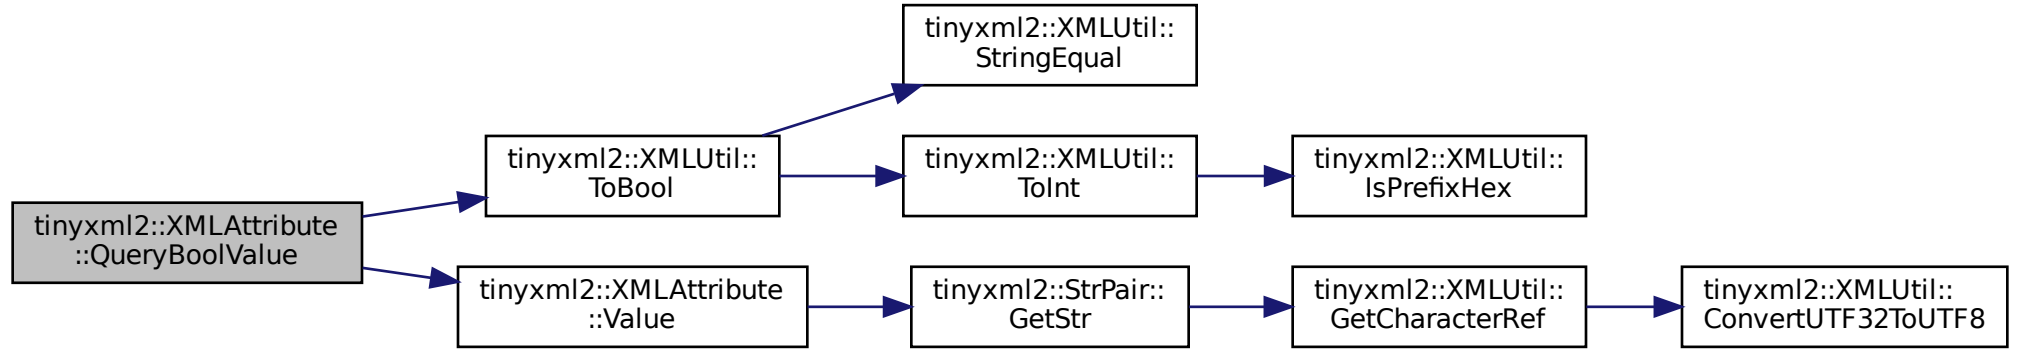 tinyxml2::XMLAttribute
::QueryBoolValue
tinyxml2::XMLUtil::
ToBool
tinyxml2::XMLUtil::
StringEqual
tinyxml2::XMLUtil::
ToInt
tinyxml2::XMLUtil::
IsPrefixHex
tinyxml2::XMLAttribute
::Value
tinyxml2::StrPair::
GetStr
tinyxml2::XMLUtil::
GetCharacterRef
tinyxml2::XMLUtil::
ConvertUTF32ToUTF8